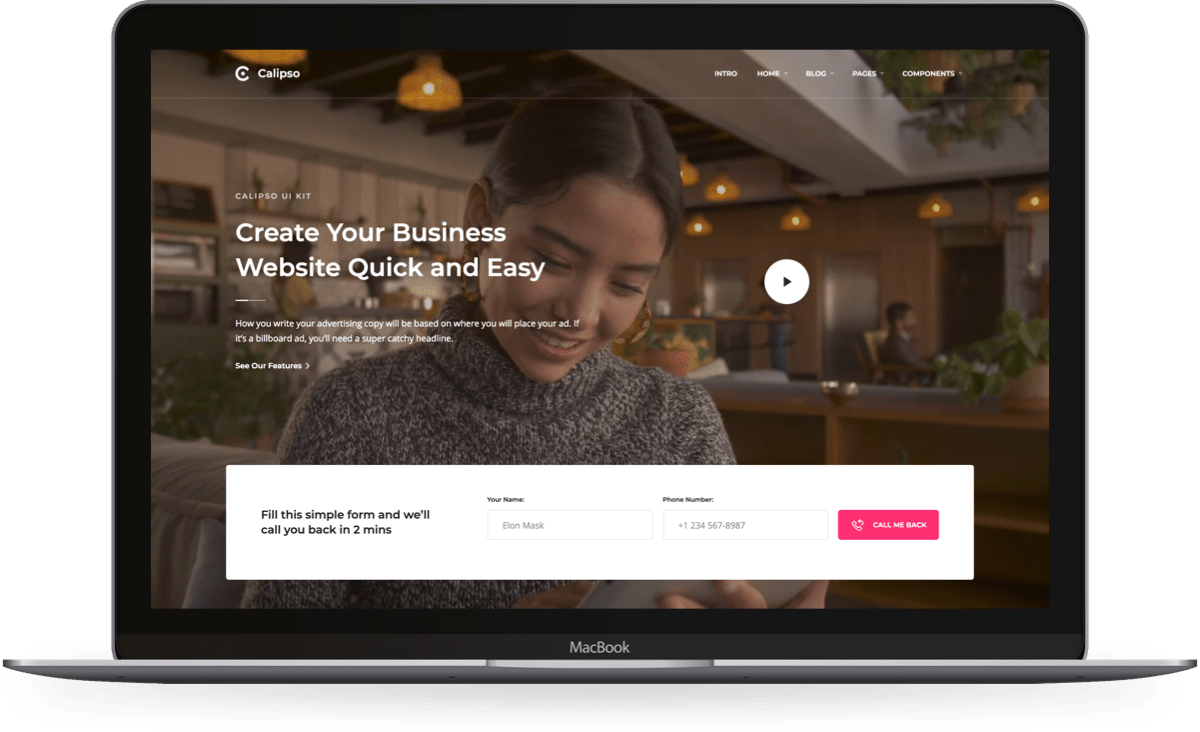 Calipso
INTRO
HOME
BLOG
PAGES
COMPONENTS
CALIPSO UI KIT
Create Your Business
Website Quick and Easy
How you write your advertising copy will be based on where you will place your ad. If
it's a billboard ad, you'll need a super catchy headline.
See Our Features
Fill this simple form and we'll
call you back in 2 mins
Your Name:
Elon Mask
Phone Number:
+1 234 567-8987
CALL ME BACK
MacBook